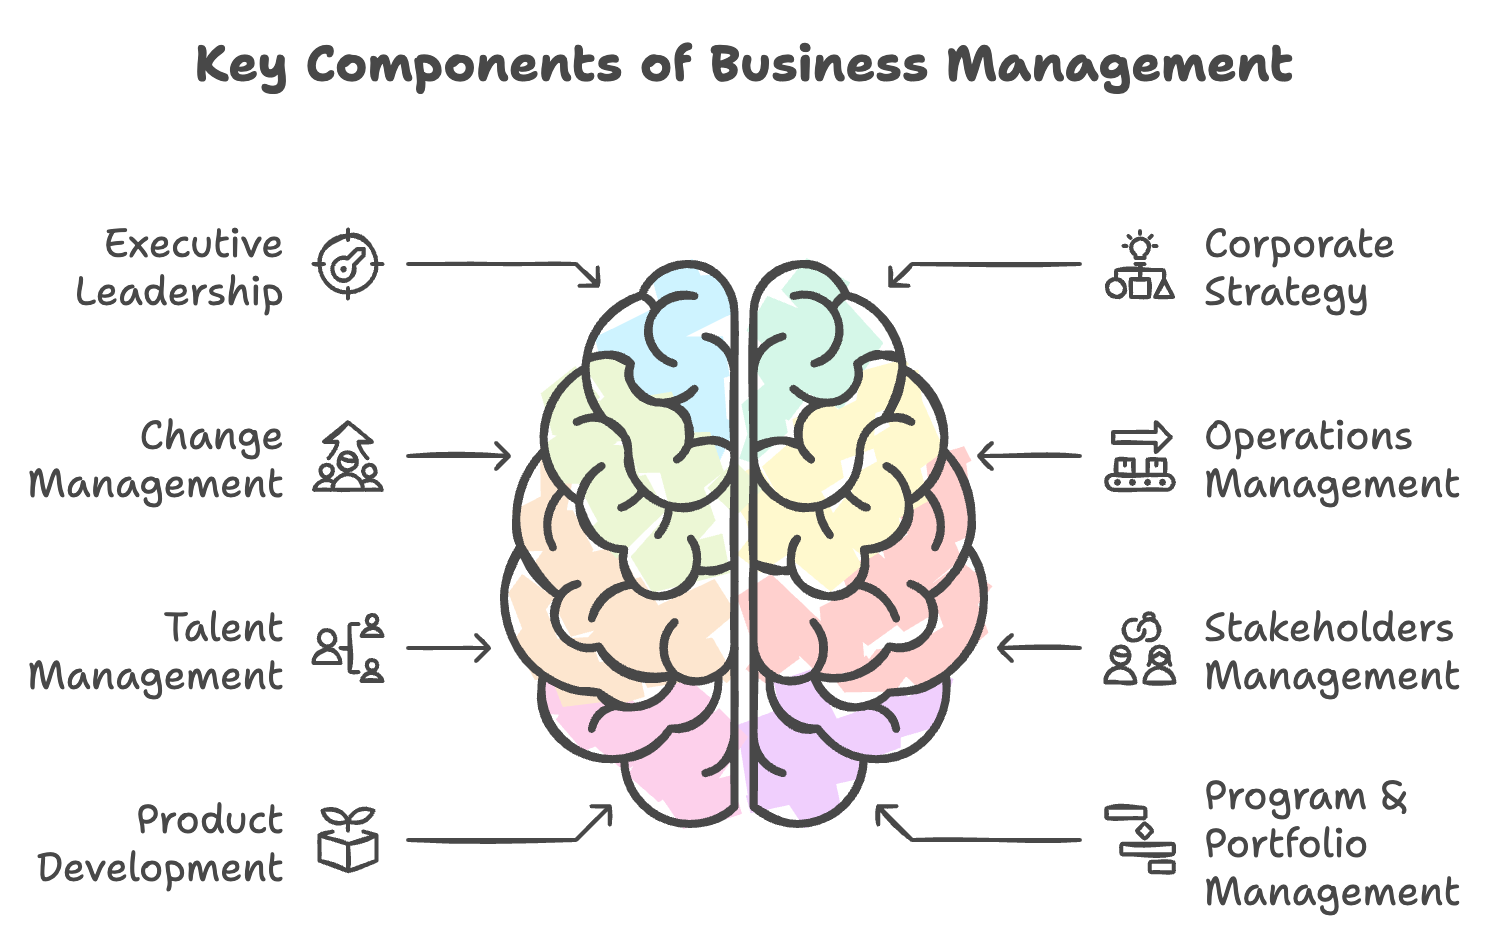 Key Components of Business Management
Executive
Leadership
Corporate
Strategy
Change
Management
Operations
Management
Talent
Management
Stakeholders
Management
Product
Development
Program &
Portfolio
Management